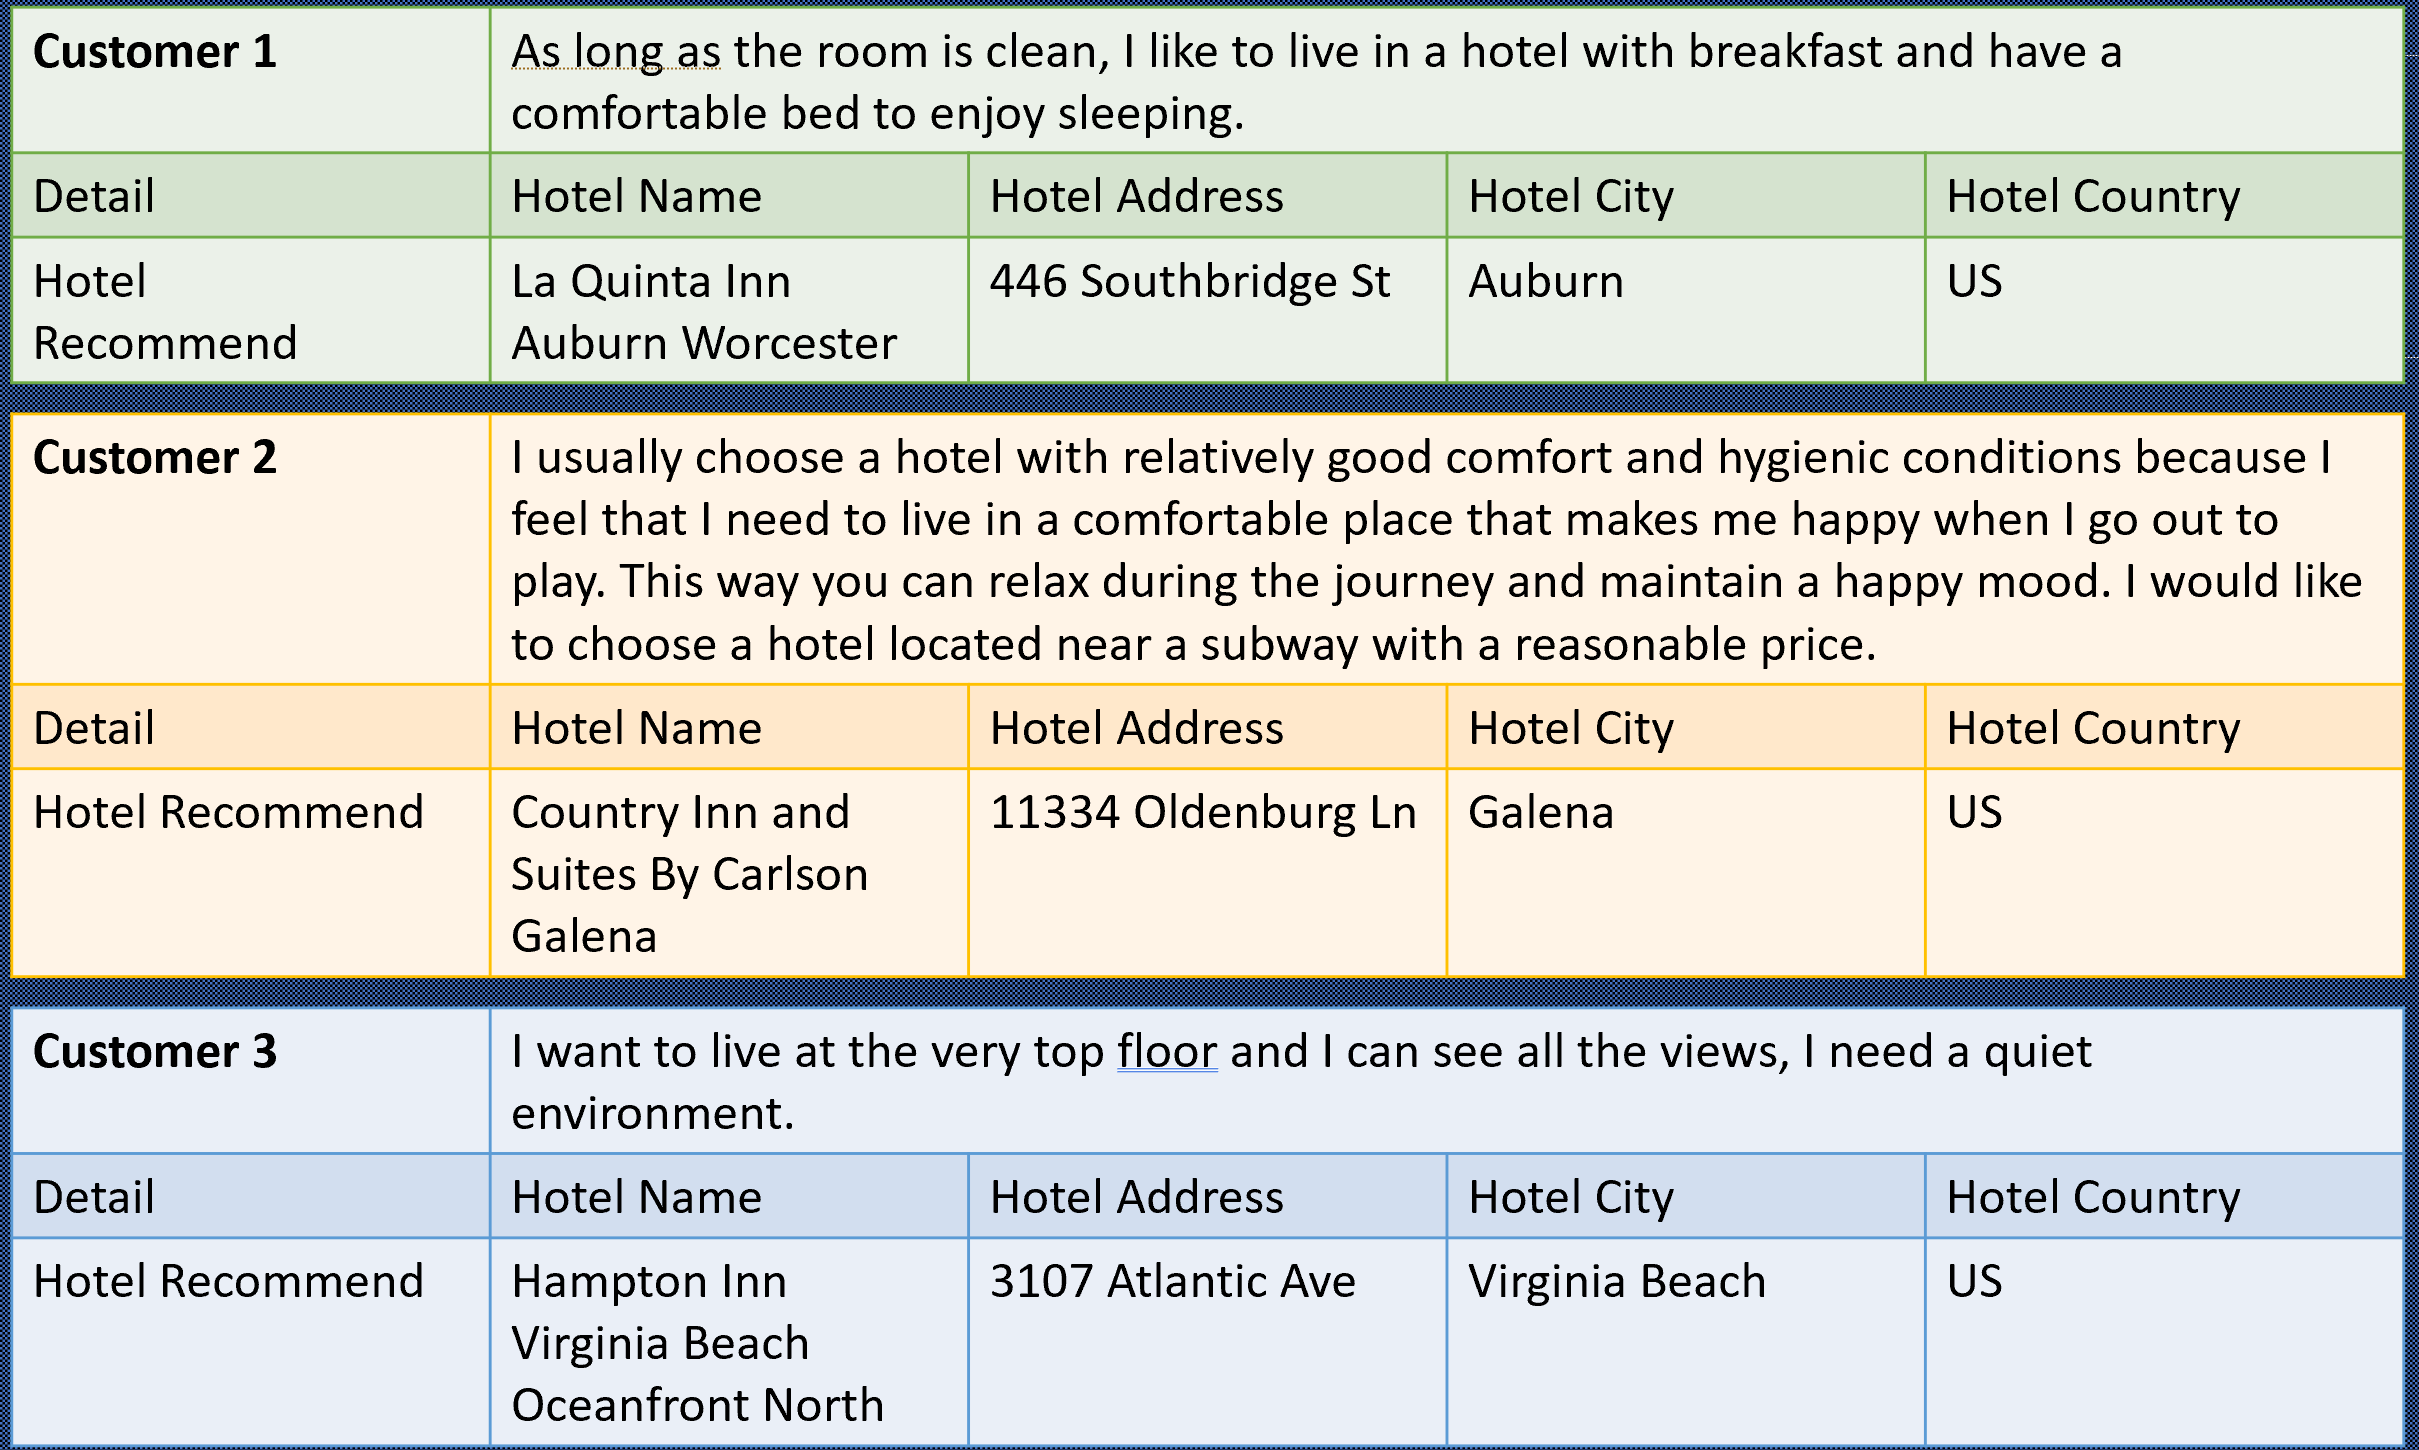 Customer 1
As long as the room is clean, I like to live in a hotel with breakfast and have a
comfortable bed to enjoy sleeping.
Detail
Hotel Name
Hotel Address
Hotel City
Hotel Country
Hotel
Recommend
La Quinta Inn
Auburn Worcester
446 Southbridge St
Auburn
US
Customer 2
I usually choose a hotel with relatively good comfort and hygienic conditions because I
feel that I need to live in a comfortable place that makes me happy when I go out to
play. This way you can relax during the journey and maintain a happy mood. I would like
to choose a hotel located near a subway with a reasonable price.
Detail
Hotel Name
Hotel Address
Hotel City
Hotel Country
Hotel Recommend
Country Inn and
Suites By Carlson
Galena
11334 Oldenburg Ln
Galena
US
Customer 3
I want to live at the very top floor and I can see all the views, I need a quiet
environment.
Detail
Hotel Name
Hotel Address
Hotel City
Hotel Country
Hotel Recommend
Hampton Inn
Virginia Beach
Oceanfront North
3107 Atlantic Ave
Virginia Beach
US